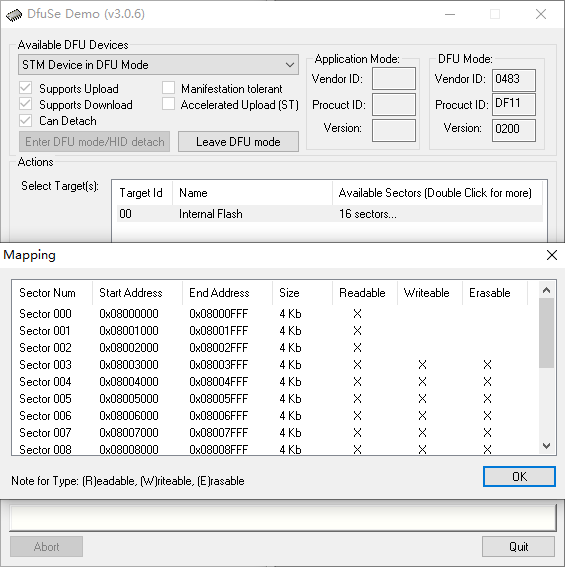 DfuSe Demo (v3.0.6)
Available DFU Devices
STM Device in DFU Mode
Supports Upload
Manifestation tolerant
Supports Download
Accelerated Upload (ST)
Can Detach
Enter DFU mode/HID detach
Leave DFU mode
Application Mode:
Vendor ID:
Procuct ID:
Version:
DFU Mode:
Vendor ID: 0483
Procuct ID: DF11
Version: 0200
Actions
Select Target(s):
Target Id Name Available Sectors (Double Click for more)
00 Internal Flash 16 sectors...
Mapping
Sector Num Start Address End Address Size Readable Writeable Erasable
Sector 000 0x08000000 0x08000FFF 4 Kb X
Sector 001 0x08001000 0x08001FFF 4 Kb X
Sector 002 0x08002000 0x08002FFF 4 Kb X
Sector 003 0x08003000 0x08003FFF 4 Kb X X X
Sector 004 0x08004000 0x08004FFF 4 Kb X X X
Sector 005 0x08005000 0x08005FFF 4 Kb X X X
Sector 006 0x08006000 0x08006FFF 4 Kb X X X
Sector 007 0x08007000 0x08007FFF 4 Kb X X X
Sector 008 0x08008000 0x08008FFF 4 Kb X X X
Note for Type: (R)eadable, (W)riteable, (E)rasable
OK
Abort
Quit